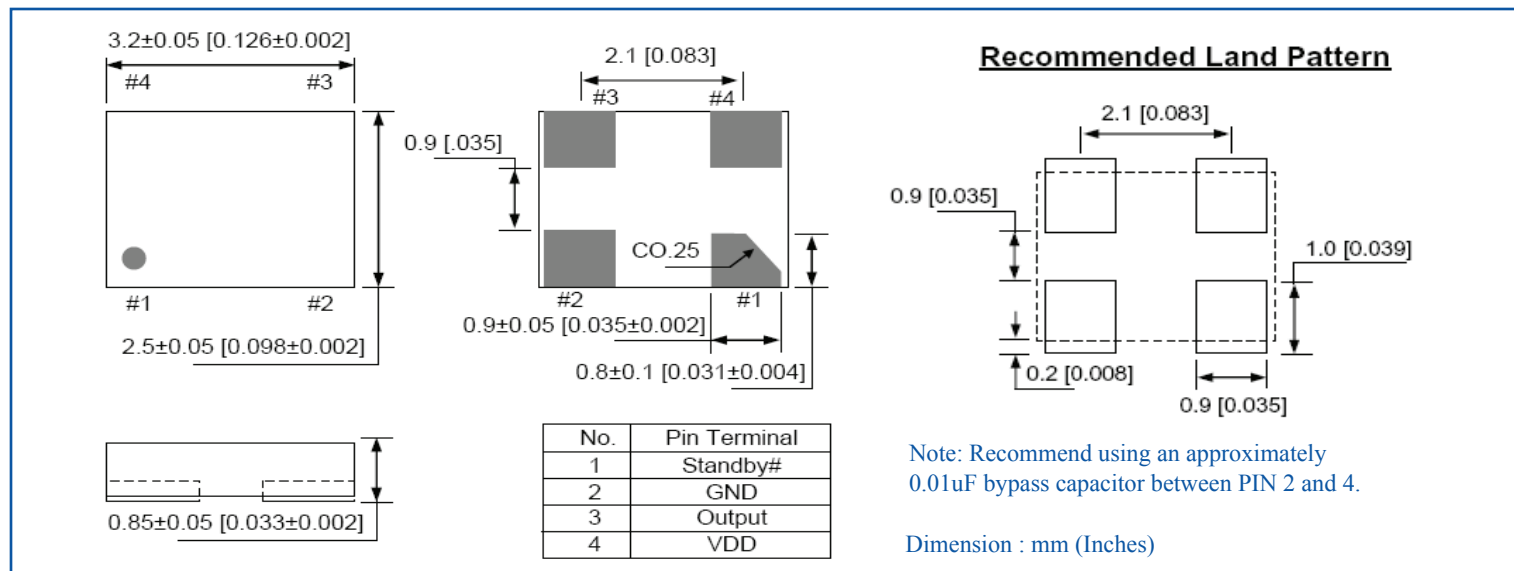 3.2±0.05 [0.126±0.002]
#4 #3
#1 #2
2.5±0.05 [0.098±0.002]
0.85±0.05 [0.033±0.002]
2.1 [0.083]
#3 #4
0.9 [.035]
CO.25
#2 #1
0.9±0.05 [0.035±0.002]
0.8±0.1 [0.031±0.004]
No. Pin Terminal
1 Standby#
2 GND
3 Output
4 VDD
Recommended Land Pattern
2.1 [0.083]
0.9 [0.035]
1.0 [0.039]
0.2 [0.008]
0.9 [0.035]
Note: Recommend using an approximately
0.01uF bypass capacitor between PIN 2 and 4.
Dimension : mm (Inches)